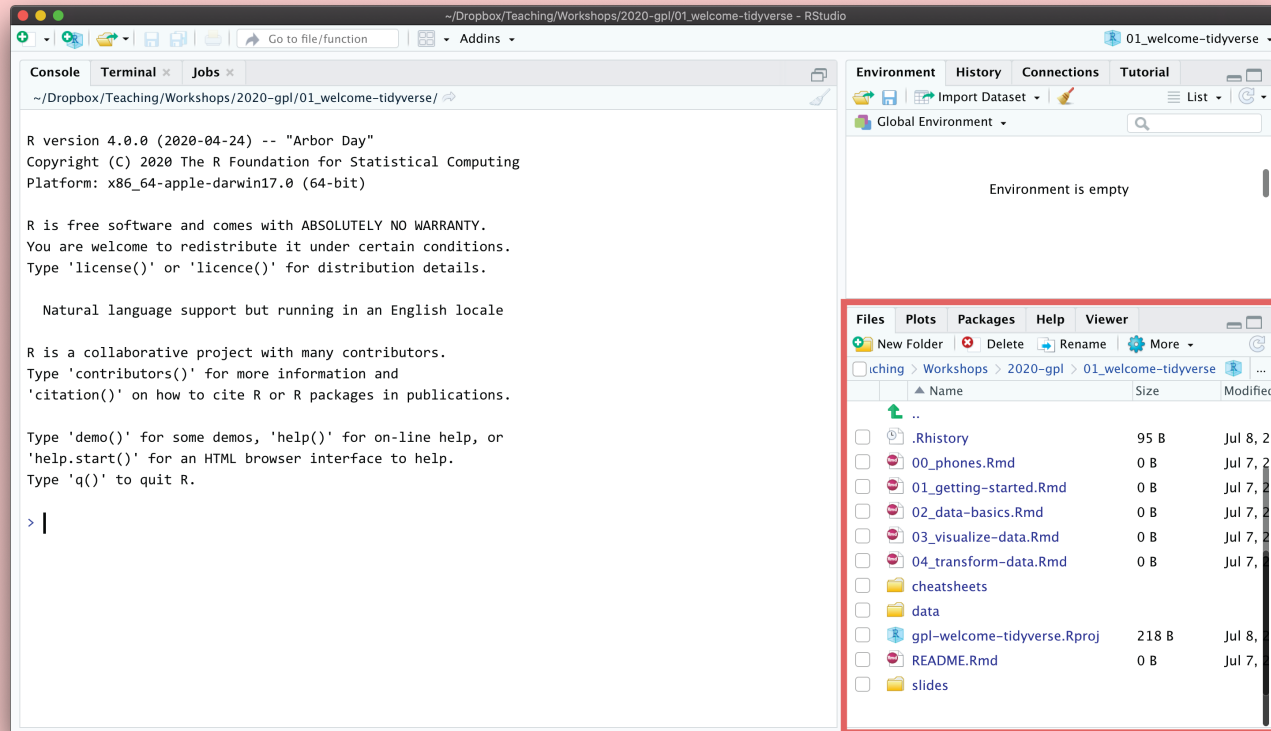 ~/Dropbox/Teaching/Workshops/2020-gpl/01_welcome-tidyverse - RStudio
Go to file/function Addins 01_welcome-tidyverse
Console Terminal Jobs
~/Dropbox/Teaching/Workshops/2020-gpl/01_welcome-tidyverse/
R version 4.0.0 (2020-04-24) -- "Arbor Day"
Copyright (C) 2020 The R Foundation for Statistical Computing
Platform: x86_64-apple-darwin17.0 (64-bit)
R is free software and comes with ABSOLUTELY NO WARRANTY.
You are welcome to redistribute it under certain conditions.
Type 'license()' or 'licence()' for distribution details.
Natural language support but running in an English locale
R is a collaborative project with many contributors.
Type 'contributors()' for more information and
'citation()' on how to cite R or R packages in publications.
Type 'demo()' for some demos, 'help()' for on-line help, or
'help.start()' for an HTML browser interface to help.
Type 'q()' to quit R.
>
Environment History Connections Tutorial
Import Dataset List
Global Environment
Environment is empty
Files Plots Packages Help Viewer
New Folder Delete Rename More
ching > Workshops > 2020-gpl > 01_welcome-tidyverse ...
Name Size Modified
..
.Rhistory 95 B Jul 8, 2
00_phones.Rmd 0 B Jul 7, 2
01_getting-started.Rmd 0 B Jul 7, 2
02_data-basics.Rmd 0 B Jul 7, 2
03_visualize-data.Rmd 0 B Jul 7, 2
04_transform-data.Rmd 0 B Jul 7, 2
cheatsheets
data
gpl-welcome-tidyverse.Rproj 218 B Jul 8, 2
README.Rmd 0 B Jul 7, 2
slides